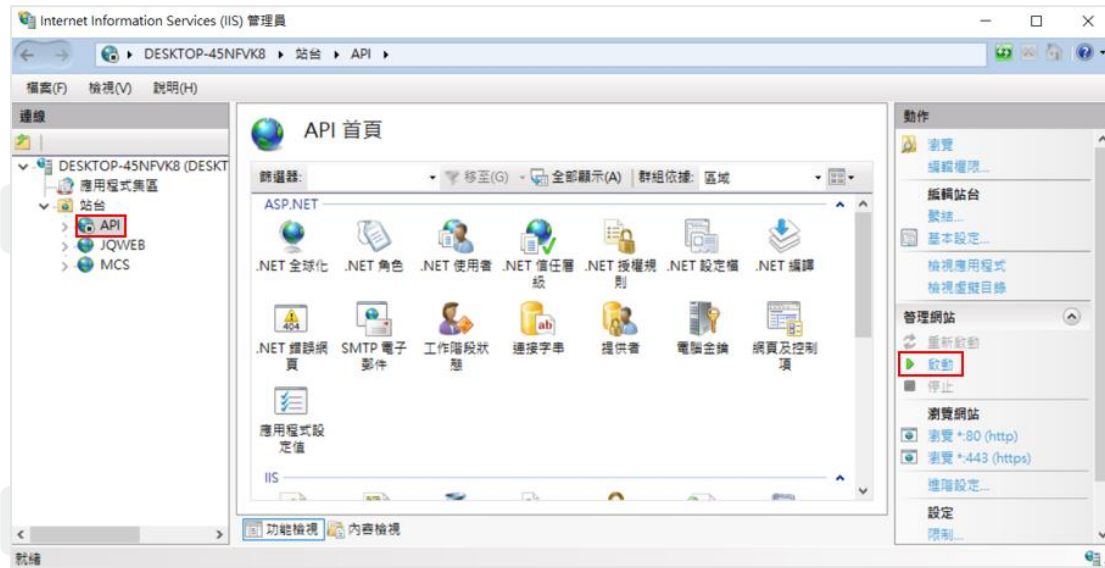 Internet Information Services (IIS) 管理員
DESKTOP-45NFVK8 站台 API
檔案(F) 檢視(V) 說明(H)
連線
DESKTOP-45NFVK8 (DESKT
應用程式集區
站台
API
JQWEB
MCS
API 首頁
篩選器: 移至(G) 全部顯示(A) 群組依據: 區域
ASP.NET
.NET 全球化 .NET 角色 .NET 使用者 .NET 信任層 .NET 授權規 .NET 設定檔 .NET 編譯
級 則
404 ab
.NET 錯誤網 SMTP 電子 工作階段狀 連接字串 提供者 電腦金鑰 網頁及控制
頁 郵件 態 項
應用程式設
定值
IIS
功能檢視 內容檢視
就緒
動作
瀏覽
編輯權限...
編輯站台
繫結...
基本設定...
檢視應用程式
檢視虛擬目錄
管理網站
重新啟動
啟動
停止
瀏覽網站
瀏覽 *:80 (http)
瀏覽 *:443 (https)
進階設定...
設定
限制...